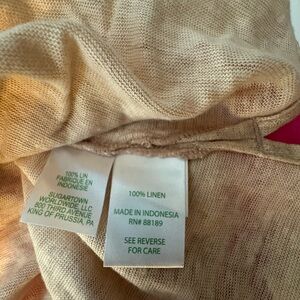 100% LIN
FABRIQUE EN
INDONÉSIE
SUGARTOWN
WORLDWIDE, LLC
800 THIRD AVENUE
KING OF PRUSSIA, PA
100% LINEN
MADE IN INDONESIA
RN# 88189
SEE REVERSE
FOR CARE